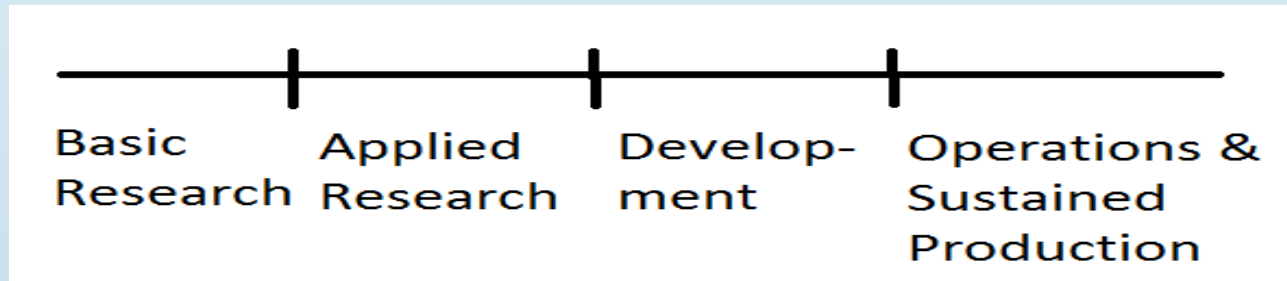 Basic
Research
Applied
Research
Develop-
ment
Operations &
Sustained
Production